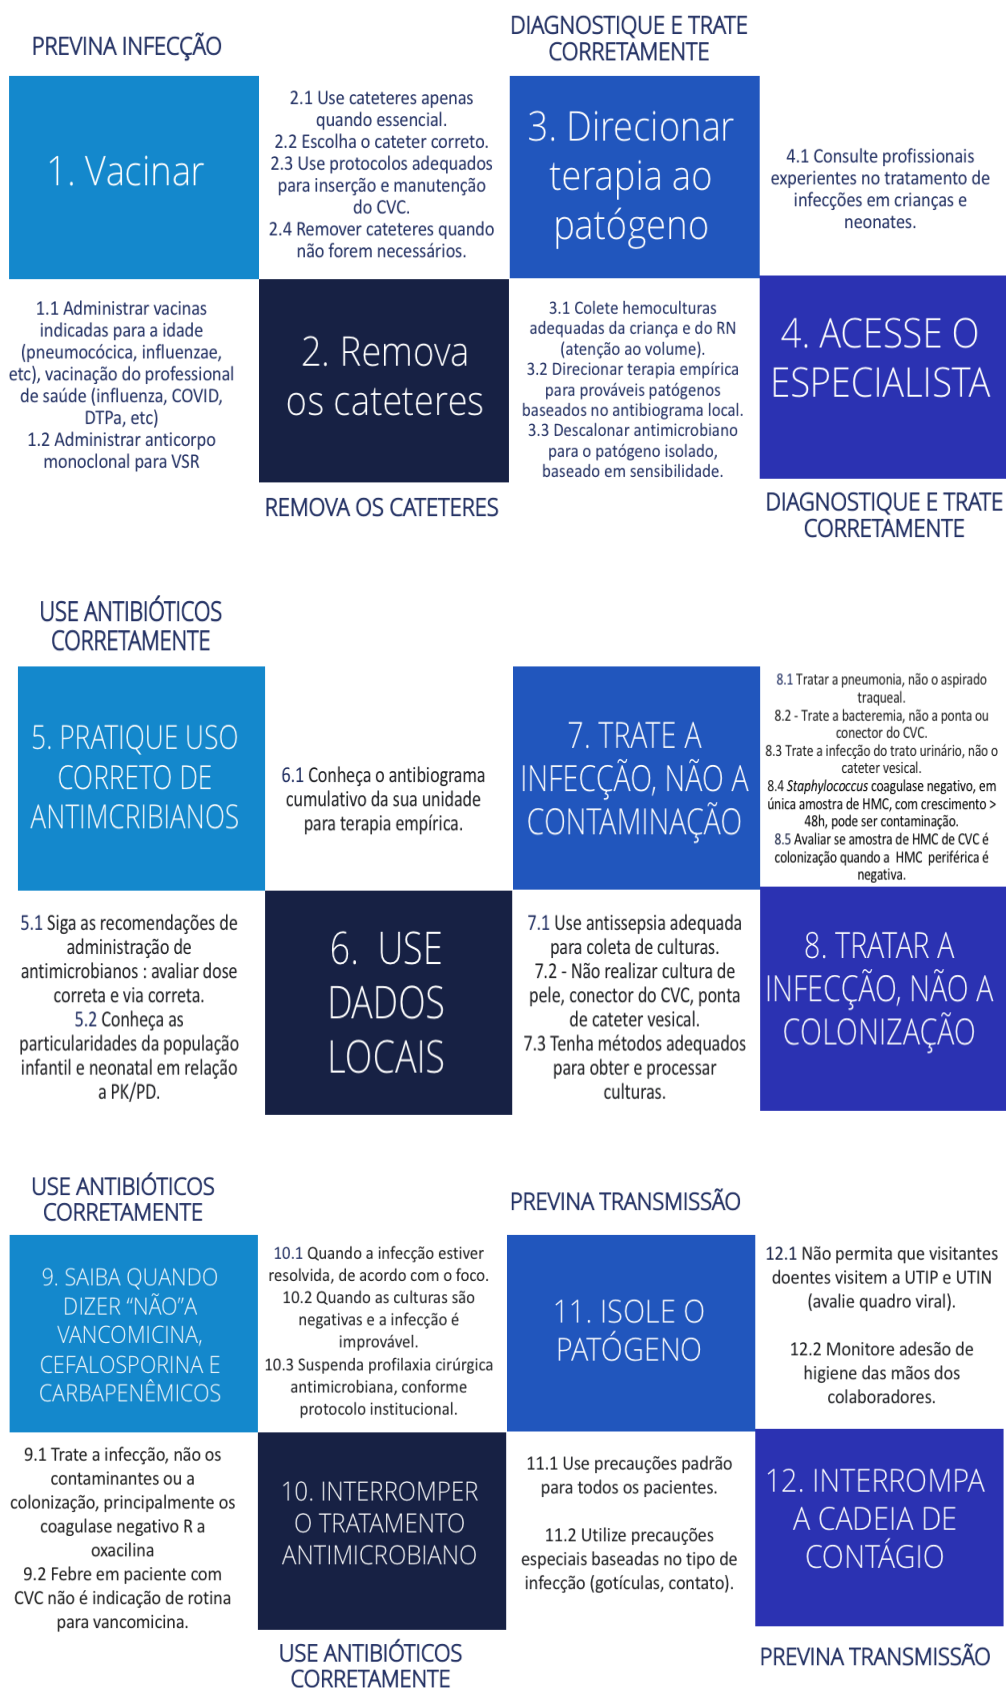 PREVINA INFECÇÃO
1. Vacinar
1.1 Administrar vacinas
indicadas para a idade
(pneumocócica, influenzae,
etc), vacinação do professional
de saúde (influenza, COVID,
DTPa, etc)
1.2 Administrar anticorpo
monoclonal para VSR
2.1 Use cateteres apenas
quando essencial.
2.2 Escolha o cateter correto.
2.3 Use protocolos adequados
para inserção e manutenção
do CVC.
2.4 Remover cateteres quando
não forem necessários.
2. Remova
os cateteres
REMOVA OS CATETERES
DIAGNOSTIQUE E TRATE
CORRETAMENTE
3. Direcionar
terapia ao
patógeno
3.1 Colete hemoculturas
adequadas da criança e do RN
(atenção ao volume).
3.2 Direcionar terapia empírica
para prováveis patógenos
baseados no antibiograma local.
3.3 Descalonar antimicrobiano
para o patógeno isolado,
baseado em sensibilidade.
4.1 Consulte profissionais
experientes no tratamento de
infecções em crianças e
neonates.
4. ACESSE O
ESPECIALISTA
DIAGNOSTIQUE E TRATE
CORRETAMENTE
USE ANTIBIÓTICOS
CORRETAMENTE
5. PRATIQUE USO
CORRETO DE
ANTIMCRIBIANOS
5.1 Siga as recomendações de
administração de
antimicrobianos : avaliar dose
correta e via correta.
5.2 Conheça as
particularidades da população
infantil e neonatal em relação
a PK/PD.
6.1 Conheça o antibiograma
cumulativo da sua unidade
para terapia empírica.
6. USE
DADOS
LOCAIS
7. TRATE A
INFECÇÃO, NÃO A
CONTAMINAÇÃO
7.1 Use antissepsia adequada
para coleta de culturas.
7.2 - Não realizar cultura de
pele, conector do CVC, ponta
de cateter vesical.
7.3 Tenha métodos adequados
para obter e processar
culturas.
8.1 Tratar a pneumonia, não o aspirado
traqueal.
8.2 - Trate a bacteremia, não a ponta ou
conector do CVC.
8.3 Trate a infecção do trato urinário, não o
cateter vesical.
8.4 Staphylococcus coagulase negativo, em
única amostra de HMC, com crescimento >
48h, pode ser contaminação.
8.5 Avaliar se amostra de HMC de CVC é
colonização quando a HMC periférica é
negativa.
8. TRATAR A
INFECÇÃO, NÃO A
COLONIZAÇÃO
USE ANTIBIÓTICOS
CORRETAMENTE
9. SAIBA QUANDO
DIZER “NÃO”A
VANCOMICINA,
CEFALOSPORINA E
CARBAPENÊMICOS
9.1 Trate a infecção, não os
contaminantes ou a
colonização, principalmente os
coagulase negativo R a
oxacilina
9.2 Febre em paciente com
CVC não é indicação de rotina
para vancomicina.
10.1 Quando a infecção estiver
resolvida, de acordo com o foco.
10.2 Quando as culturas são
negativas e a infecção é
improvável.
10.3 Suspenda profilaxia cirúrgica
antimicrobiana, conforme
protocolo institucional.
10. INTERROMPER
O TRATAMENTO
ANTIMICROBIANO
USE ANTIBIÓTICOS
CORRETAMENTE
PREVINA TRANSMISSÃO
11. ISOLE O
PATÓGENO
11.1 Use precauções padrão
para todos os pacientes.
11.2 Utilize precauções
especiais baseadas no tipo de
infecção (gotículas, contato).
12.1 Não permita que visitantes
doentes visitem a UTIP e UTIN
(avalie quadro viral).
12.2 Monitore adesão de
higiene das mãos dos
colaboradores.
12. INTERROMPA
A CADEIA DE
CONTÁGIO
PREVINA TRANSMISSÃO